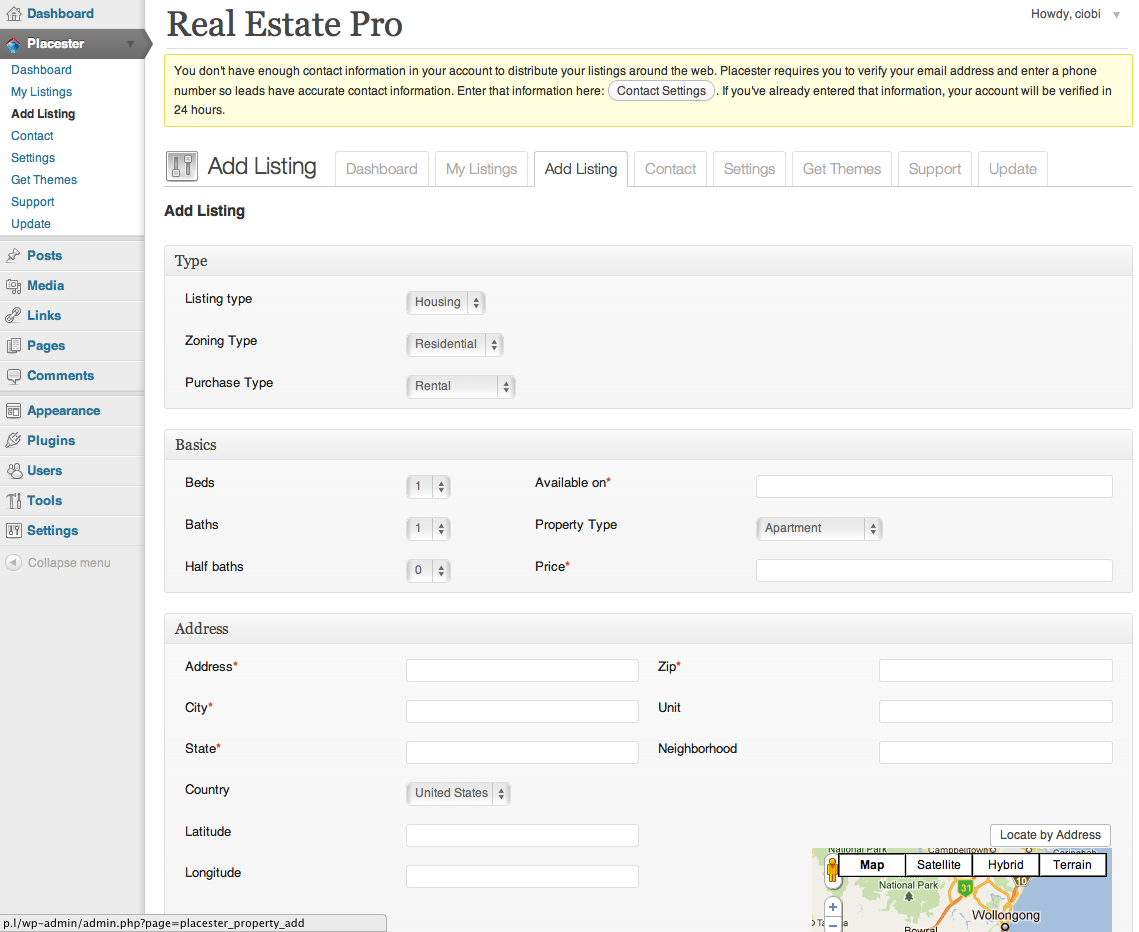 Dashboard
Placester
Dashboard
My Listings
Add Listing
Contact
Settings
Get Themes
Support
Update
Posts
Media
Links
Pages
Comments
Appearance
Plugins
Users
Tools
Settings
Collapse menu
Real Estate Pro
Howdy, ciobi
You don't have enough contact information in your account to distribute your listings around the web. Placester requires you to verify your email address and enter a phone
number so leads have accurate contact information. Enter that information here: Contact Settings . If you've already entered that information, your account will be verified in
24 hours.
Add Listing
Dashboard
My Listings
Add Listing
Contact
Settings
Get Themes
Support
Update
Add Listing
Type
Listing type Housing
Zoning Type Residential
Purchase Type Rental
Basics
Beds 1 Available on*
Baths 1 Property Type Apartment
Half baths 0 Price*
Address
Address* Zip*
City* Unit
State* Neighborhood
Country United States
Latitude
Locate by Address
Longitude
National Park Campbelltown
Map Satellite Hybrid Terrain
National Park 31 10
Wollongong
Bowral
p.l/wp-admin/admin.php?page=placester_property_add